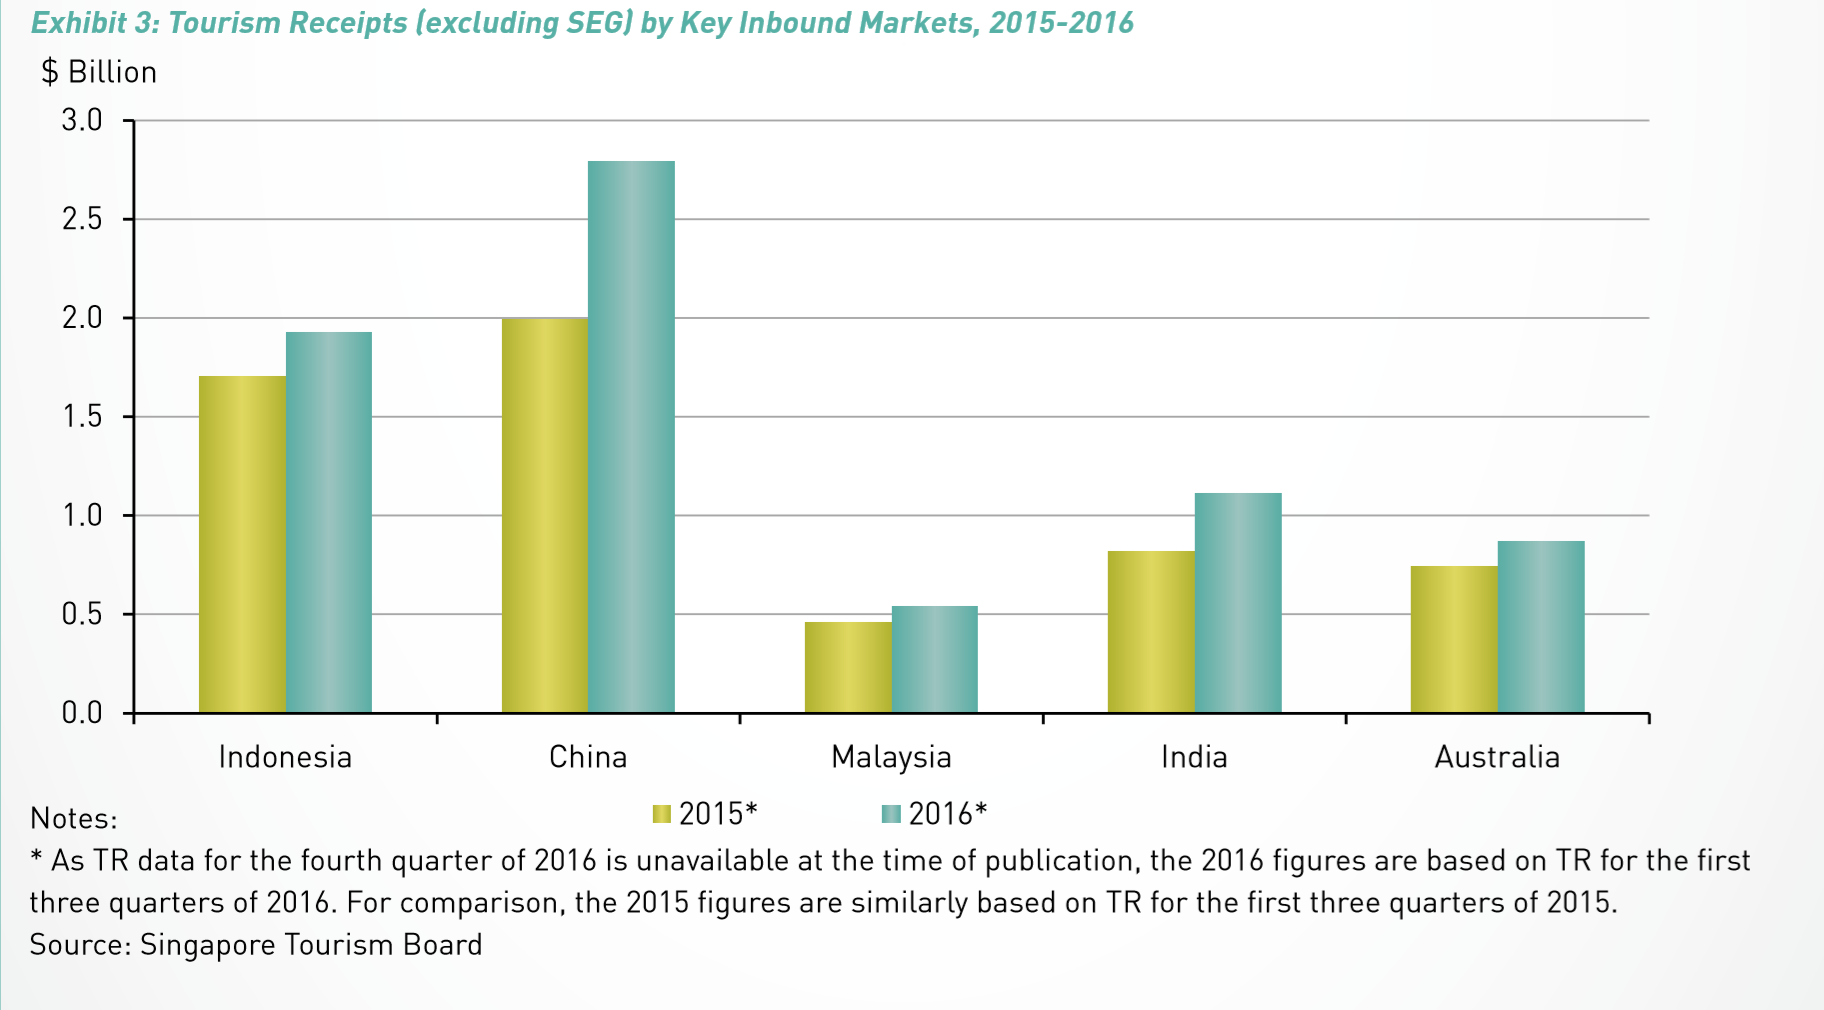 Exhibit 3: Tourism Receipts (excluding SEG) by Key Inbound Markets, 2015-2016
$ Billion
3.0
2.5
2.0
1.5
1.0
0.5
0.0
Indonesia China Malaysia India Australia
2015* 2016*
Notes:
* As TR data for the fourth quarter of 2016 is unavailable at the time of publication, the 2016 figures are based on TR for the first
three quarters of 2016. For comparison, the 2015 figures are similarly based on TR for the first three quarters of 2015.
Source: Singapore Tourism Board